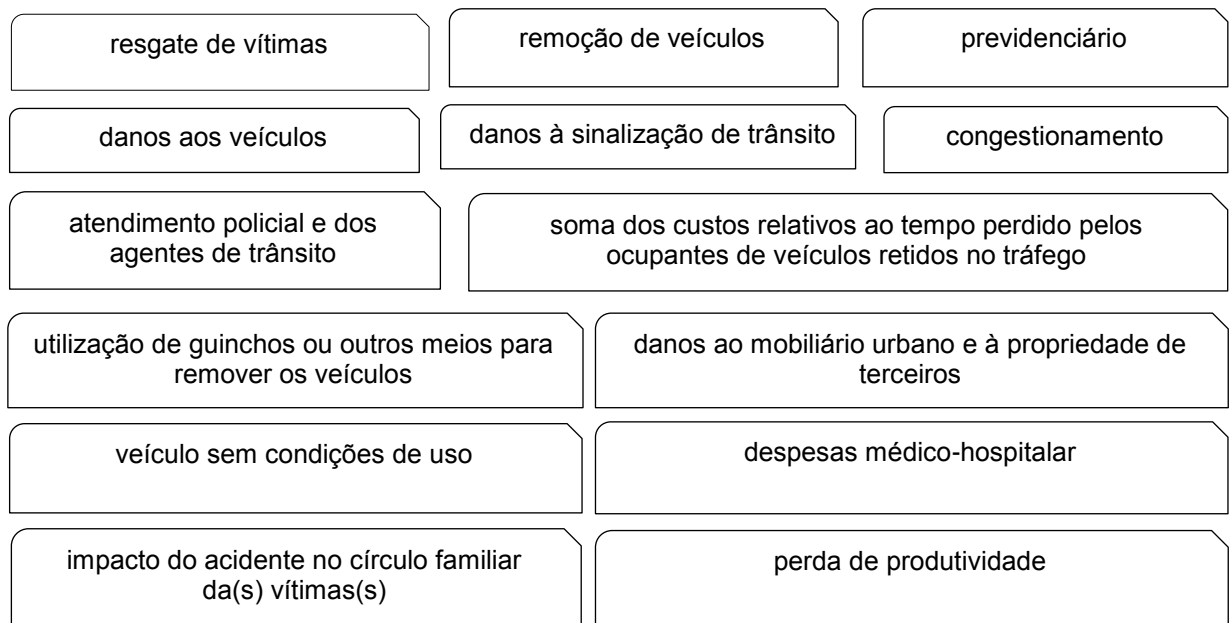 resgate de vítimas
remoção de veículos
previdenciário
danos aos veículos
danos à sinalização de trânsito
congestionamento
atendimento policial e dos
agentes de trânsito
soma dos custos relativos ao tempo perdido pelos
ocupantes de veículos retidos no tráfego
utilização de guinchos ou outros meios para
remover os veículos
danos ao mobiliário urbano e à propriedade de
terceiros
veículo sem condições de uso
despesas médico-hospitalar
impacto do acidente no círculo familiar
da(s) vítimas(s)
perda de produtividade